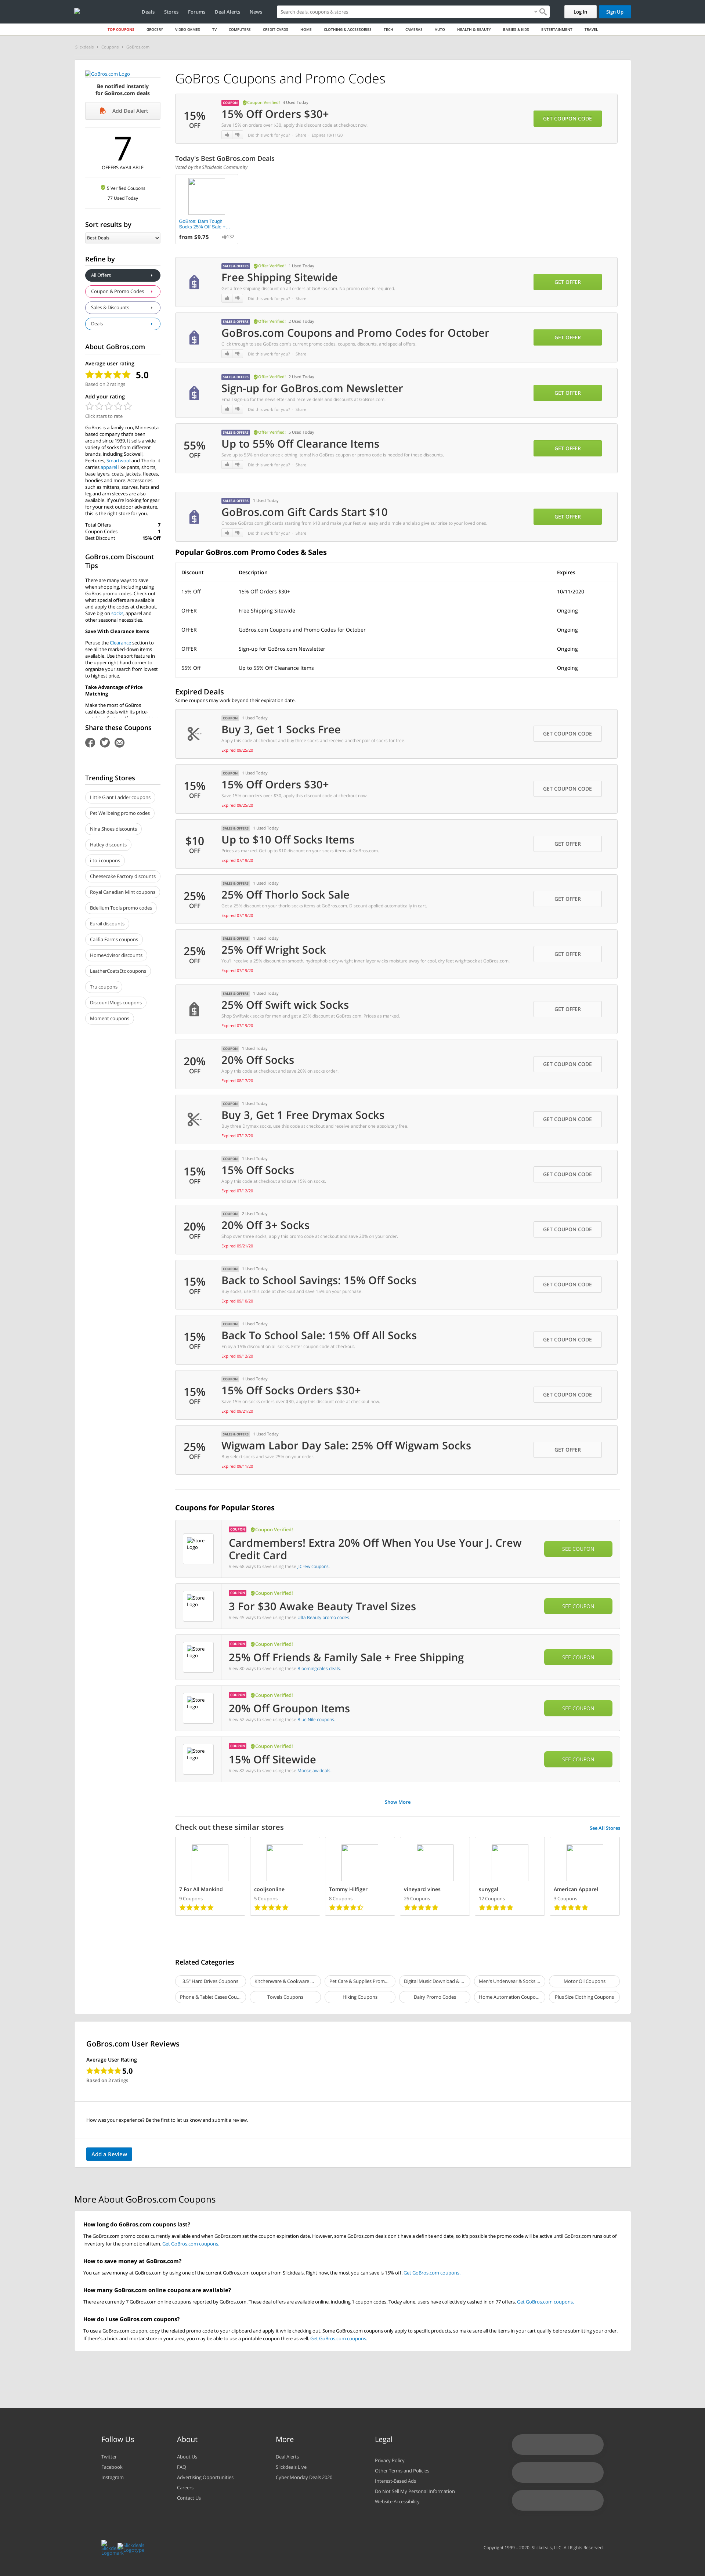 Deals Stores Forums Deal Alerts News
Search deals, coupons & stores
Log In Sign Up
TOP COUPONS GROCERY VIDEO GAMES TV COMPUTERS CREDIT CARDS HOME CLOTHING & ACCESSORIES TECH CAMERAS AUTO HEALTH & BEAUTY BABIES & KIDS ENTERTAINMENT TRAVEL
Slickdeals > Coupons > GoBros.com
GoBros.com Logo
Be notified instantly
for GoBros.com deals
Add Deal Alert
7
OFFERS AVAILABLE
5 Verified Coupons
77 Used Today
Sort results by
Best Deals
Refine by
All Offers
Coupon & Promo Codes
Sales & Discounts
Deals
About GoBros.com
Average user rating
5.0
Based on 2 ratings
Add your rating
Click stars to rate
GoBros is a family run, Minnesota-
based company that's been
around since 1939. It sells a wide
variety of socks from different
brands, including Sockwell,
Feetures, Smartwool and Thorlo. It
carries apparel like pants, shorts,
base layers, coats, jackets, fleeces,
hoodies and more. Accessories
such as mittens, scarves, hats and
leg and arm sleeves are also
available. If you're looking for gear
for your next outdoor adventure,
this is the right store for you.
Total Offers 7
Coupon Codes 1
Best Discount 15% Off
GoBros.com Discount
Tips
There are many ways to save
when shopping, including using
GoBros promo codes. Check out
what special offers are available
and apply the codes at checkout.
Save big on socks, apparel and
other seasonal necessities.
Save With Clearance Items
Peruse the Clearance section to
see all the marked-down items
available. Use the sort feature in
the upper right-hand corner to
organize your search from lowest
to highest price.
Take Advantage of Price
Matching
Make the most of GoBros
cashback deals with its price-
Share these Coupons
Trending Stores
Little Giant Ladder coupons
Pet Wellbeing promo codes
Nina Shoes discounts
Hatley discounts
i-to-i coupons
Cheesecake Factory discounts
Royal Canadian Mint coupons
Bdellium Tools promo codes
Eurail discounts
Califia Farms coupons
HomeAdvisor discounts
LeatherCoatsEtc coupons
Tru coupons
DiscountMugs coupons
Moment coupons
GoBros Coupons and Promo Codes
15%
OFF
COUPON Coupon Verified! 4 Used Today
15% Off Orders $30+
Save 15% on orders over $30, apply this discount code at checkout now.
Did this work for you? · Share · Expires 10/11/20
GET COUPON CODE
Today's Best GoBros.com Deals
Voted by the Slickdeals Community
GoBros: Darn Tough
Socks 25% Off Sale +...
from $9.75 132
SALES & OFFERS Offer Verified! 1 Used Today
Free Shipping Sitewide
Get a free shipping discount on all orders at GoBros.com. No promo code is required.
Did this work for you? · Share
GET OFFER
SALES & OFFERS Offer Verified! 2 Used Today
GoBros.com Coupons and Promo Codes for October
Click through to see GoBros.com's current promo codes, coupons, discounts, and special offers.
Did this work for you? · Share
GET OFFER
SALES & OFFERS Offer Verified! 2 Used Today
Sign-up for GoBros.com Newsletter
Email sign-up for the newsletter and receive deals and discounts at GoBros.com.
Did this work for you? · Share
GET OFFER
55%
OFF
SALES & OFFERS Offer Verified! 5 Used Today
Up to 55% Off Clearance Items
Save up to 55% on clearance clothing items! No GoBros coupon or promo code is needed for these discounts.
Did this work for you? · Share
GET OFFER
SALES & OFFERS 1 Used Today
GoBros.com Gift Cards Start $10
Choose GoBros.com gift cards starting from $10 and make your festival easy and simple and also give surprise to your loved ones.
Did this work for you? · Share
GET OFFER
Popular GoBros.com Promo Codes & Sales
Discount Description Expires
15% Off 15% Off Orders $30+ 10/11/2020
OFFER Free Shipping Sitewide Ongoing
OFFER GoBros.com Coupons and Promo Codes for October Ongoing
OFFER Sign-up for GoBros.com Newsletter Ongoing
55% Off Up to 55% Off Clearance Items Ongoing
Expired Deals
Some coupons may work beyond their expiration date.
COUPON 1 Used Today
Buy 3, Get 1 Socks Free
Apply this code at checkout and buy three socks and receive another pair of socks for free.
Expired 09/25/20
GET COUPON CODE
15%
OFF
COUPON 1 Used Today
15% Off Orders $30+
Save 15% on orders over $30, apply this discount code at checkout now.
Expired 09/25/20
GET COUPON CODE
$10
OFF
SALES & OFFERS 1 Used Today
Up to $10 Off Socks Items
Prices as marked. Get up to $10 discount on your socks items at GoBros.com.
Expired 07/19/20
GET OFFER
25%
OFF
SALES & OFFERS 1 Used Today
25% Off Thorlo Sock Sale
Get a 25% discount on your thorlo socks items at GoBros.com. Discount applied automatically in cart.
Expired 07/19/20
GET OFFER
25%
OFF
SALES & OFFERS 1 Used Today
25% Off Wright Sock
You'll receive a 25% discount on smooth, hydrophobic dry-wright inner layer socks moisture away for cool, dry feet wrightsock at GoBros.com.
Expired 07/19/20
GET OFFER
SALES & OFFERS 1 Used Today
25% Off Swift wick Socks
Shop Swiftwick socks for men and get a 25% discount at GoBros.com. Prices as marked.
Expired 07/19/20
GET OFFER
20%
OFF
COUPON 1 Used Today
20% Off Socks
Apply this code at checkout and save 20% on socks order.
Expired 08/17/20
GET COUPON CODE
COUPON 1 Used Today
Buy 3, Get 1 Free Drymax Socks
Buy three Drymax socks, use this code at checkout and receive another one absolutely free.
Expired 07/12/20
GET COUPON CODE
15%
OFF
COUPON 1 Used Today
15% Off Socks
Apply this code at checkout and save 15% on socks.
Expired 07/12/20
GET COUPON CODE
20%
OFF
COUPON 2 Used Today
20% Off 3+ Socks
Shop over three socks, apply this promo code at checkout and save 20% on your order.
Expired 09/21/20
GET COUPON CODE
15%
OFF
COUPON 1 Used Today
Back to School Savings: 15% Off Socks
Buy socks, use this code at checkout and save 15% on your purchase.
Expired 09/16/20
GET COUPON CODE
15%
OFF
COUPON 1 Used Today
Back To School Sale: 15% Off All Socks
Enjoy a 15% discount on all socks. Enter coupon code at checkout.
Expired 09/12/20
GET COUPON CODE
15%
OFF
COUPON 1 Used Today
15% Off Socks Orders $30+
Save 15% on socks orders over $30, apply this discount code at checkout now.
Expired 09/21/20
GET COUPON CODE
25%
OFF
SALES & OFFERS 1 Used Today
Wigwam Labor Day Sale: 25% Off Wigwam Socks
Buy select socks and save 25% on your order.
Expired 09/11/20
GET OFFER
Coupons for Popular Stores
Store Logo
COUPON Coupon Verified!
Cardmembers! Extra 20% Off When You Use Your J. Crew
Credit Card
View 68 ways to save using these J.Crew coupons.
SEE COUPON
Store Logo
COUPON Coupon Verified!
3 For $30 Awake Beauty Travel Sizes
View 45 ways to save using these Ulta Beauty promo codes.
SEE COUPON
Store Logo
COUPON Coupon Verified!
25% Off Friends & Family Sale + Free Shipping
View 89 ways to save using these Bloomingdales deals.
SEE COUPON
Store Logo
COUPON Coupon Verified!
20% Off Groupon Items
View 52 ways to save using these Blue Nile coupons.
SEE COUPON
Store Logo
COUPON Coupon Verified!
15% Off Sitewide
View 82 ways to save using these Moosejaw deals.
SEE COUPON
Show More
Check out these similar stores See All Stores
7 For All Mankind
9 Coupons
cooljsonline
5 Coupons
Tommy Hilfiger
8 Coupons
vineyard vines
26 Coupons
sunygal
12 Coupons
American Apparel
3 Coupons
Related Categories
3.5" Hard Drives Coupons Kitchenware & Cookware ... Pet Care & Supplies Prom... Digital Music Download & ... Men's Underwear & Socks ... Motor Oil Coupons
Phone & Tablet Cases Cou... Towels Coupons Hiking Coupons Dairy Promo Codes Home Automation Coupo... Plus Size Clothing Coupons
GoBros.com User Reviews
Average User Rating
5.0
Based on 2 ratings
How was your experience? Be the first to let us know and submit a review.
Add a Review
More About GoBros.com Coupons
How long do GoBros.com coupons last?
The GoBros.com promo codes currently available end when GoBros.com set the coupon expiration date. However, some GoBros.com deals don't have a definite end date, so it's possible the promo code will be active until GoBros.com runs out of
inventory for the promotional item. Get GoBros.com coupons.
How to save money at GoBros.com?
You can save money at GoBros.com by using one of the current GoBros.com coupons from Slickdeals. Right now, the most you can save is 15% off. Get GoBros.com coupons.
How many GoBros.com online coupons are available?
There are currently 7 GoBros.com online coupons reported by GoBros.com. These deal offers are available online, including 1 coupon codes. Today alone, users have collectively cashed in on 77 offers. Get GoBros.com coupons.
How do I use GoBros.com coupons?
To use a GoBros.com coupon, copy the related promo code to your clipboard and apply it while checking out. Some GoBros.com coupons only apply to specific products, so make sure all the items in your cart qualify before submitting your order.
If there's a brick-and-mortar store in your area, you may be able to use a printable coupon there as well. Get GoBros.com coupons.
Follow Us
Twitter
Facebook
Instagram
About
About Us
FAQ
Advertising Opportunities
Careers
Contact Us
More
Deal Alerts
Slickdeals Live
Cyber Monday Deals 2020
Legal
Privacy Policy
Other Terms and Policies
Interest-Based Ads
Do Not Sell My Personal Information
Website Accessibility
Copyright 1999 - 2020. Slickdeals, LLC. All Rights Reserved.